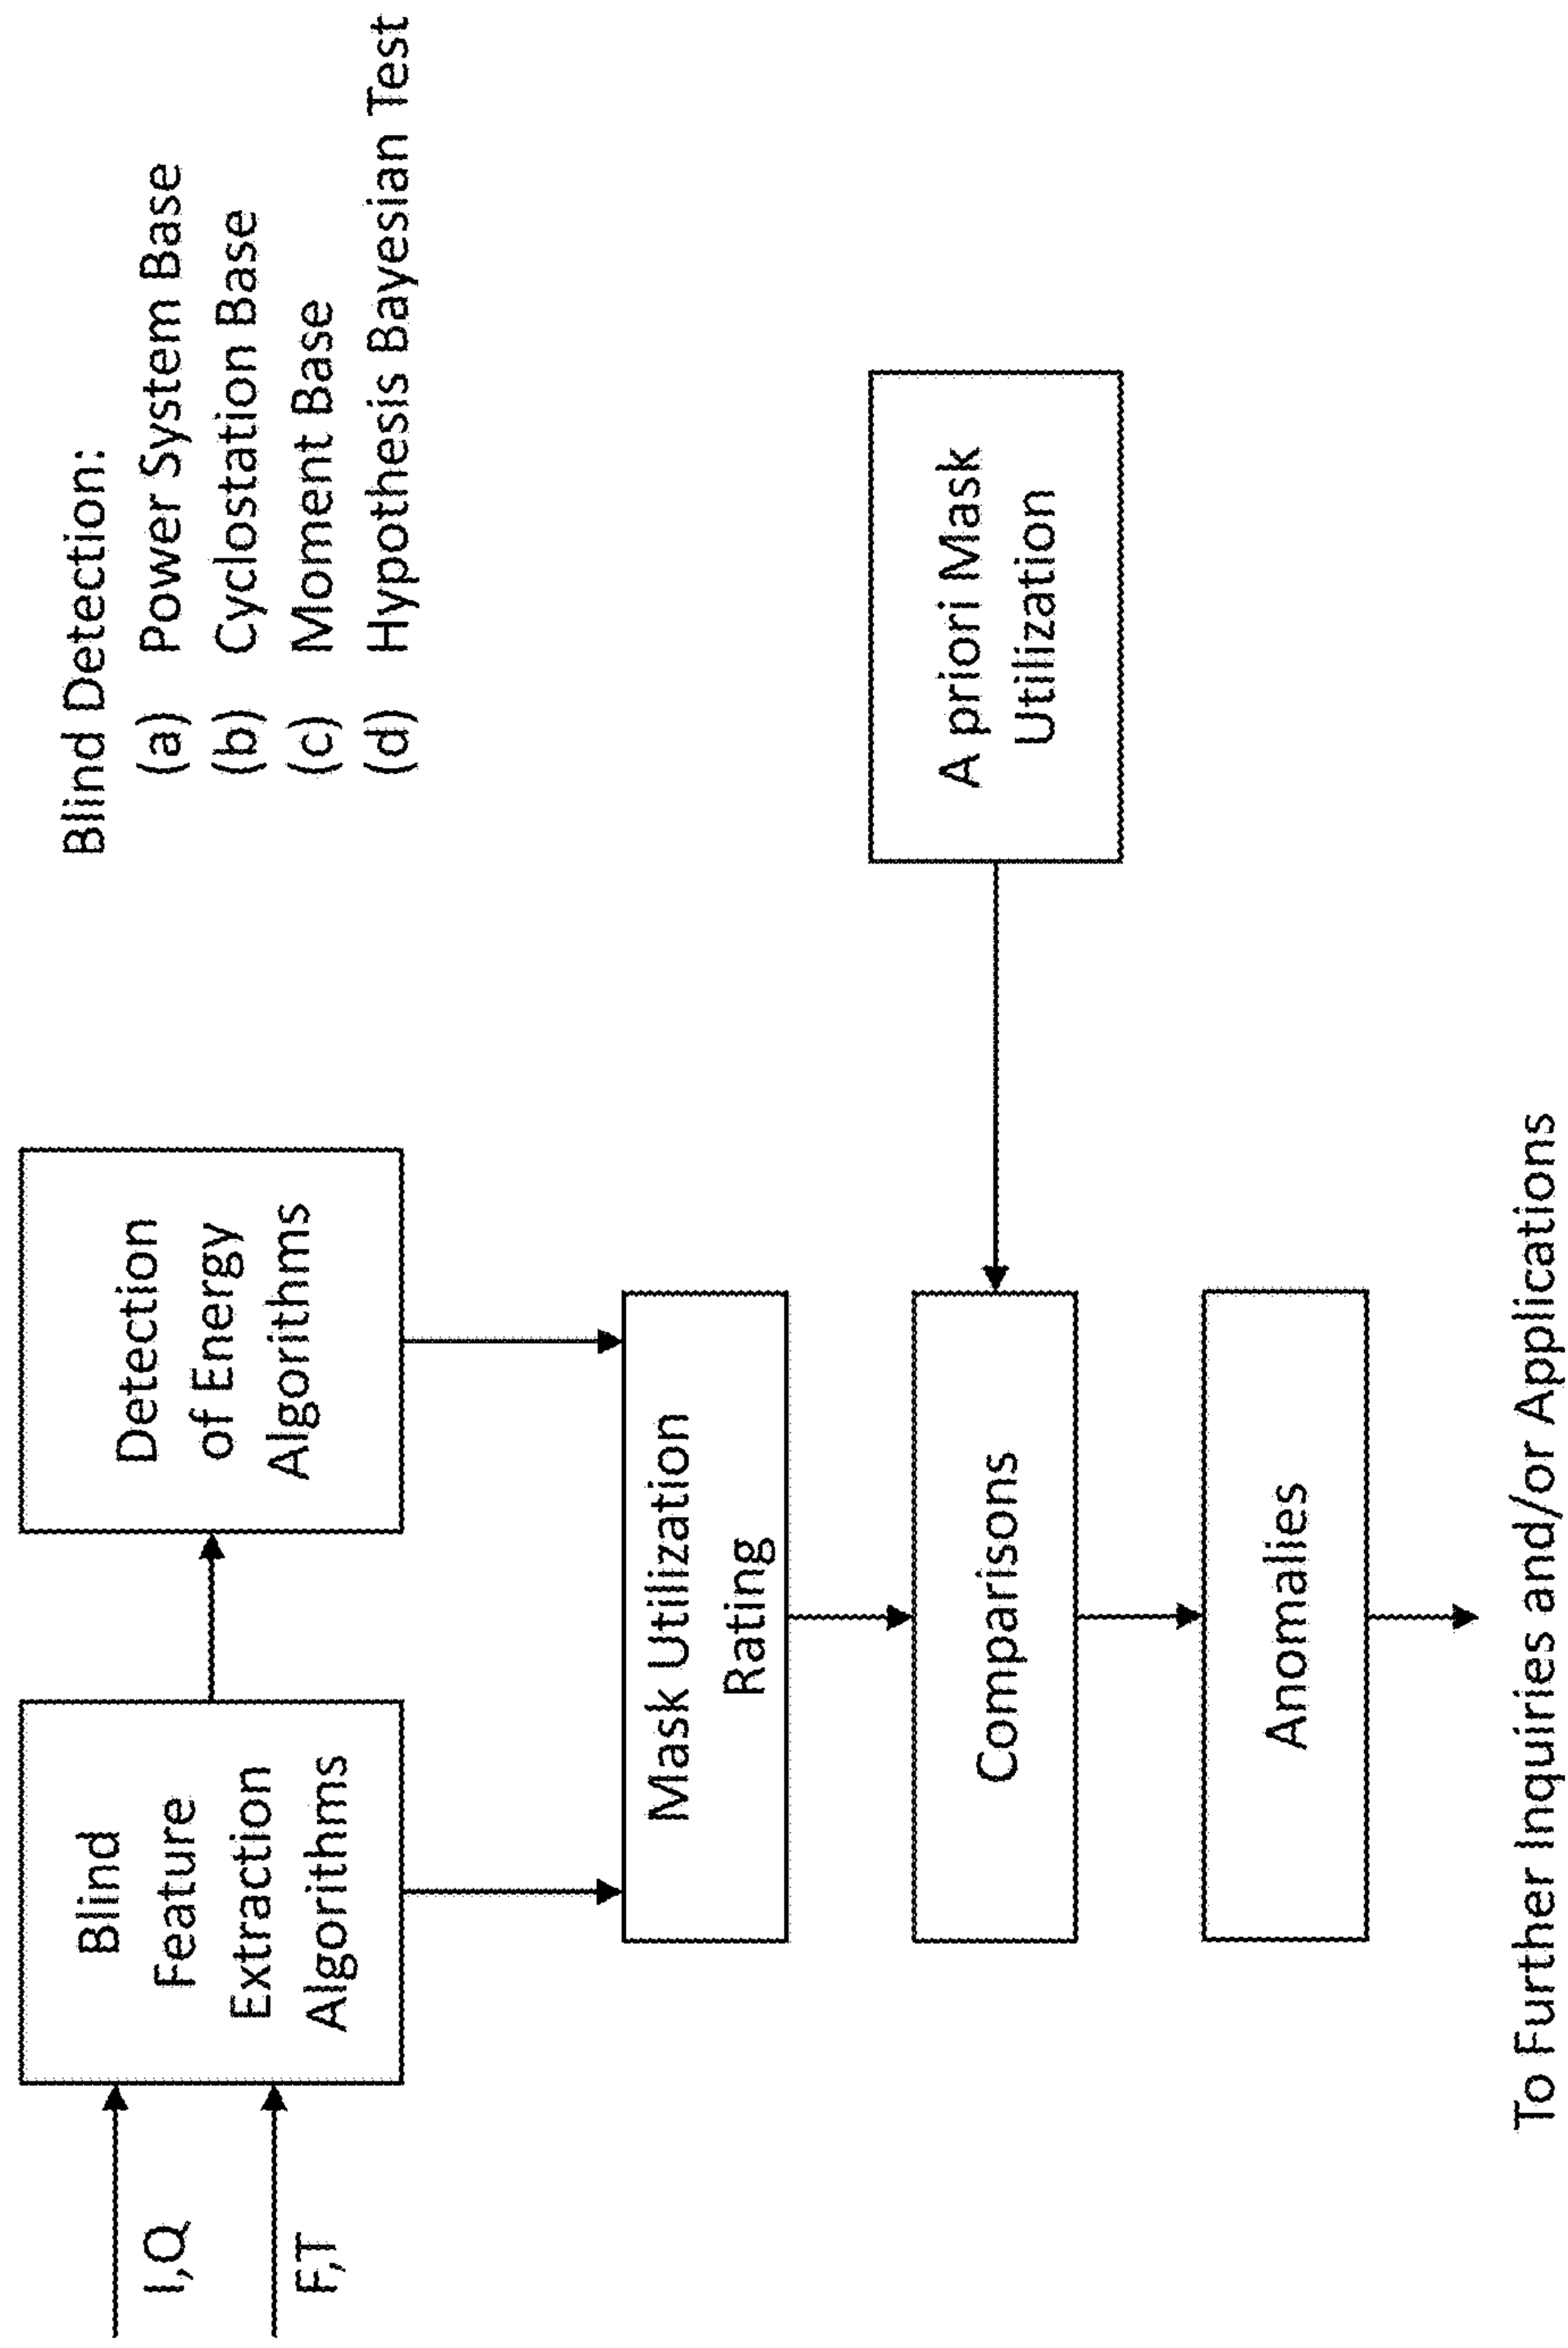 Blind Detection:
(a) Power System Base
(b) Cyclostation Base
(c) Moment Base
(d) Hypothesis Bayesian Test
I,Q
F,T
Blind
Feature
Extraction
Algorithms
Detection
of Energy
Algorithms
Mask Utilization
Rating
Comparisons
A priori Mask
Utilization
Anomalies
To Further Inquiries and/or Applications